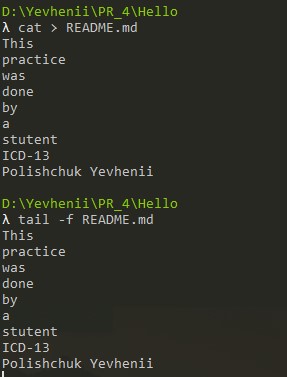 D:\Yevhenii\PR_4\Hello
λ cat > README.md
This
practice
was
done
by
a
stutent
ICD-13
Polishchuk Yevhenii
D:\Yevhenii\PR_4\Hello
λ tail -f README.md
This
practice
was
done
by
a
stutent
ICD-13
Polishchuk Yevhenii